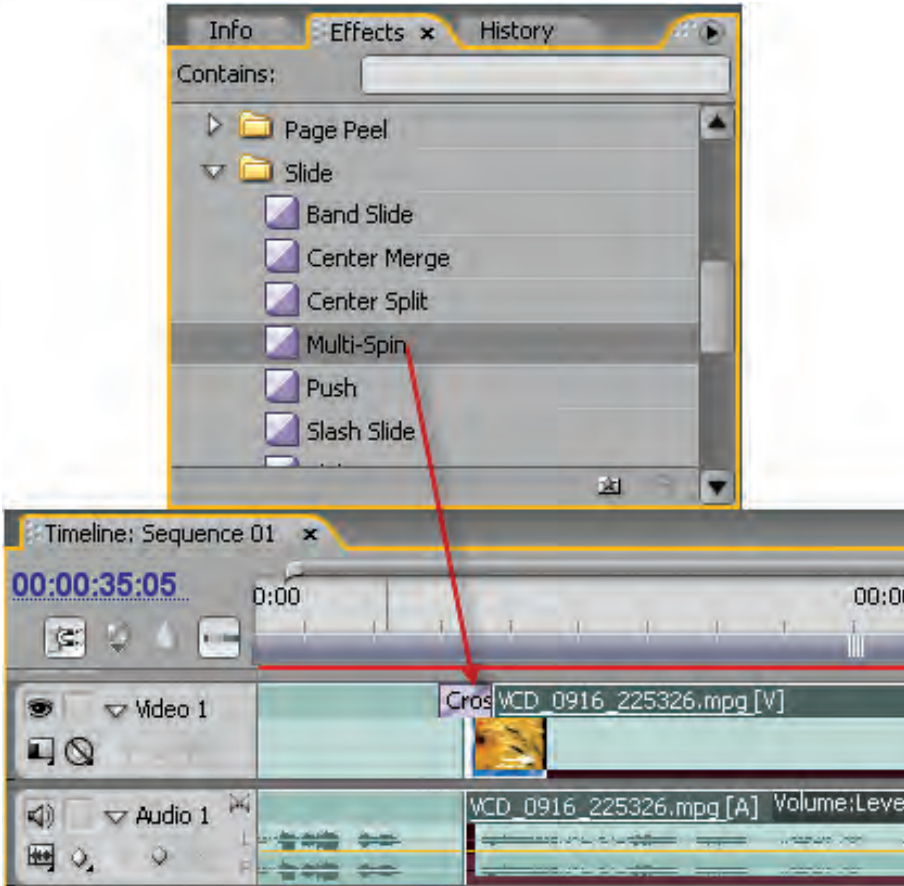 Info Effects × History
Contains:
Page Peel
Slide
Band Slide
Center Merge
Center Split
Multi-Spin
Push
Slash Slide
Timeline: Sequence 01 ×
00:00:35:05
0:00 00:00
Cros VCD_0916_225326.mpg [V]
Video 1
VCD_0916_225326.mpg [A] Volume:Leve
Audio 1
L
R